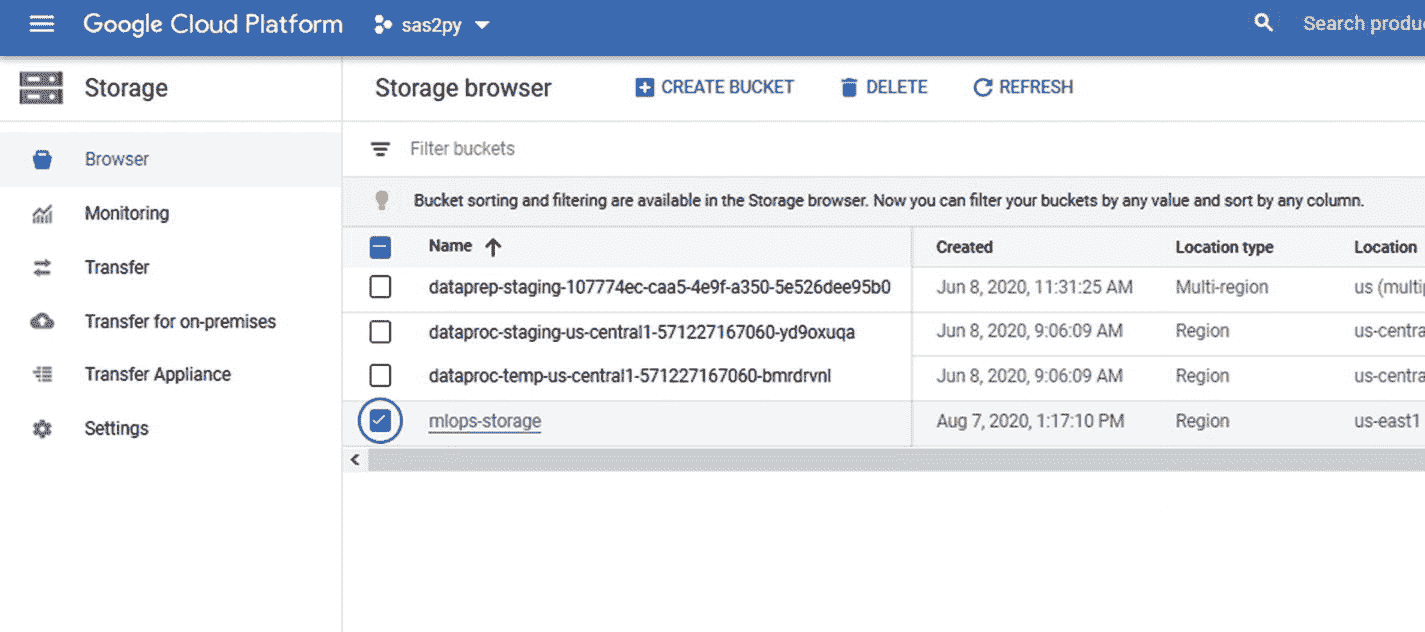 Google Cloud Platform sas2py Search produ
Storage Storage browser CREATE BUCKET DELETE REFRESH
Browser
Monitoring
Transfer
Transfer for on-premises
Transfer Appliance
Settings
Filter buckets
Bucket sorting and filtering are available in the Storage browser. Now you can filter your buckets by any value and sort by any column.
Name Created Location type Location
dataprep-staging-107774ec-caa5-4e9f-a350-5e526dee95b0 Jun 8, 2020, 11:31:25 AM Multi-region us (multip
dataproc-staging-us-central1-571227167060-yd9oxuqa Jun 8, 2020, 9:06:09 AM Region us-centra
dataproc-temp-us-central1-571227167060-bmrdrvnl Jun 8, 2020, 9:06:09 AM Region us-centra
mlops-storage Aug 7, 2020, 1:17:10 PM Region us-east1